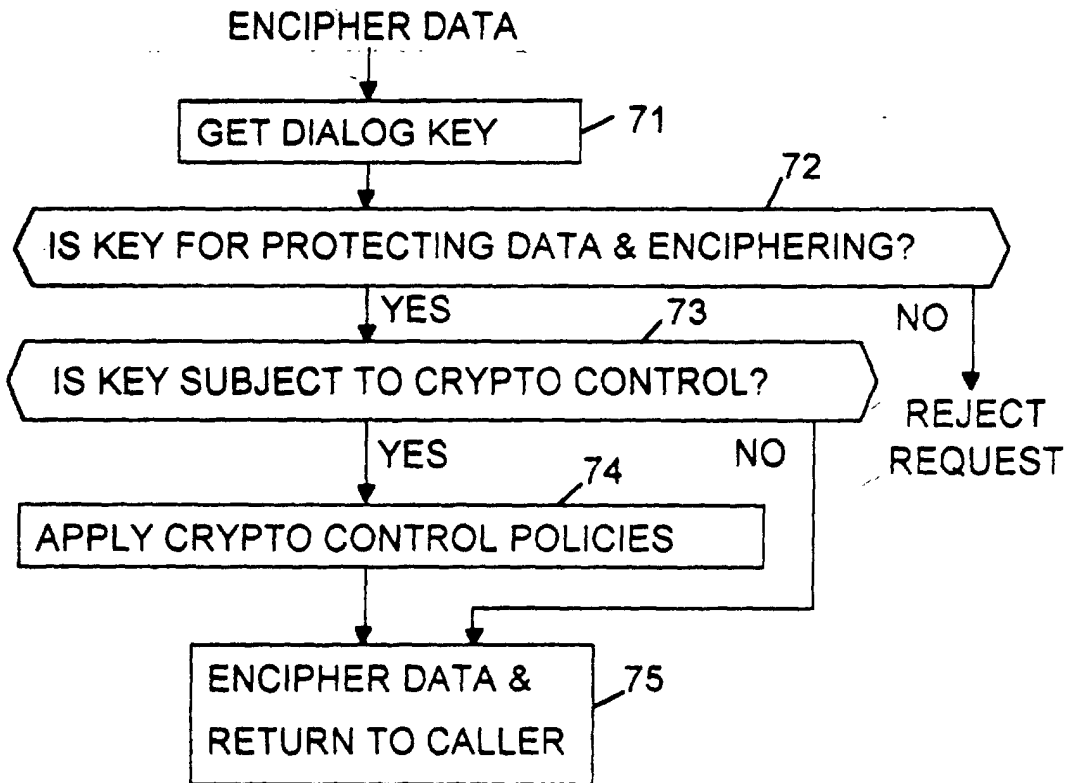 ENCIPHER DATA
GET DIALOG KEY
71
72
IS KEY FOR PROTECTING DATA & ENCIPHERING?
YES
73
NO
IS KEY SUBJECT TO CRYPTO CONTROL?
REJECT
REQUEST
YES
NO
74
APPLY CRYPTO CONTROL POLICIES
ENCIPHER DATA &
RETURN TO CALLER
75